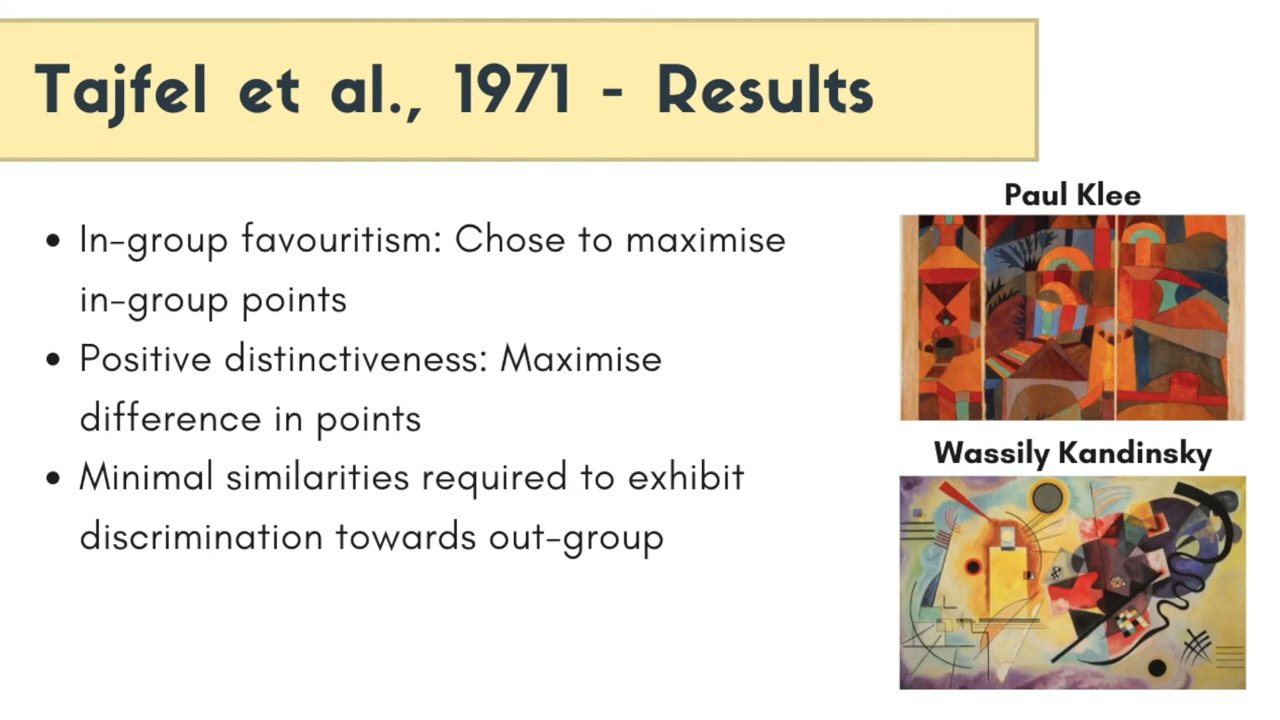 Tajfel et al., 1971 - Results
• In-group favouritism: Chose to maximise
in-group points
• Positive distinctiveness: Maximise
difference in points
• Minimal similarities required to exhibit
discrimination towards out-group
Paul Klee
Wassily Kandinsky